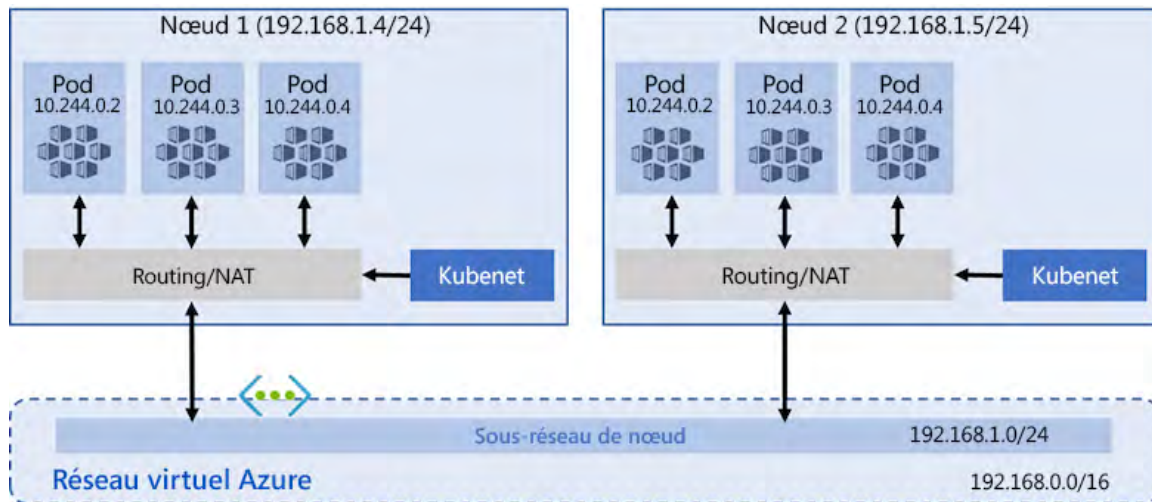 Nœud 1 (192.168.1.4/24)
Pod
10.244.0.2
Pod
10.244.0.3
Pod
10.244.0.4
Routing/NAT
Kubenet
Nœud 2 (192.168.1.5/24)
Pod
10.244.0.2
Pod
10.244.0.3
Pod
10.244.0.4
Routing/NAT
Kubenet
Sous-réseau de nœud
192.168.1.0/24
Réseau virtuel Azure
192.168.0.0/16